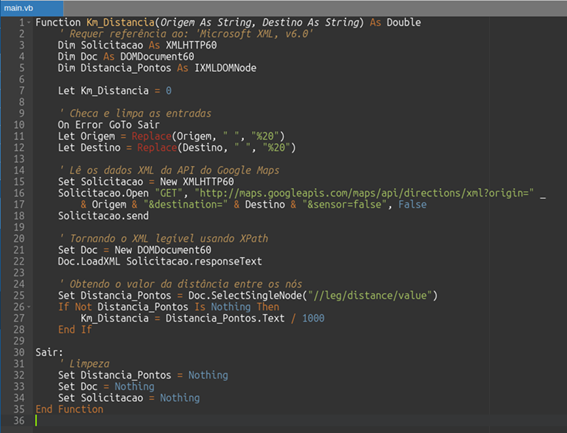 main.vb
1 Function Km_Distancia(Origem As String, Destino As String) As Double
2 ' Requer referência ao: 'Microsoft XML, v6.0'
3 Dim Solicitacao As XMLHTTP60
4 Dim Doc As DOMDocument60
5 Dim Distancia_Pontos As IXMLDOMNode
6
7 Let Km_Distancia = 0
8
9 ' Checa e limpa as entradas
10 On Error GoTo Sair
11 Let Origem = Replace(Origem, " ", "%20")
12 Let Destino = Replace(Destino, " ", "%20")
13
14 ' Lê os dados XML da API do Google Maps
15 Set Solicitacao = New XMLHTTP60
16 Solicitacao.Open "GET", "http://maps.googleapis.com/maps/api/directions/xml?origin=" _
17 & Origem & "&destination=" & Destino & "&sensor=false", False
18 Solicitacao.send
19
20 ' Tornando o XML legível usando XPath
21 Set Doc = New DOMDocument60
22 Doc.LoadXML Solicitacao.responseText
23
24 ' Obtendo o valor da distância entre os nós
25 Set Distancia_Pontos = Doc.SelectSingleNode("//leg/distance/value")
26 If Not Distancia_Pontos Is Nothing Then
27 Km_Distancia = Distancia_Pontos.Text / 1000
28 End If
29
30 Sair:
31 ' Limpeza
32 Set Distancia_Pontos = Nothing
33 Set Doc = Nothing
34 Set Solicitacao = Nothing
35 End Function
36